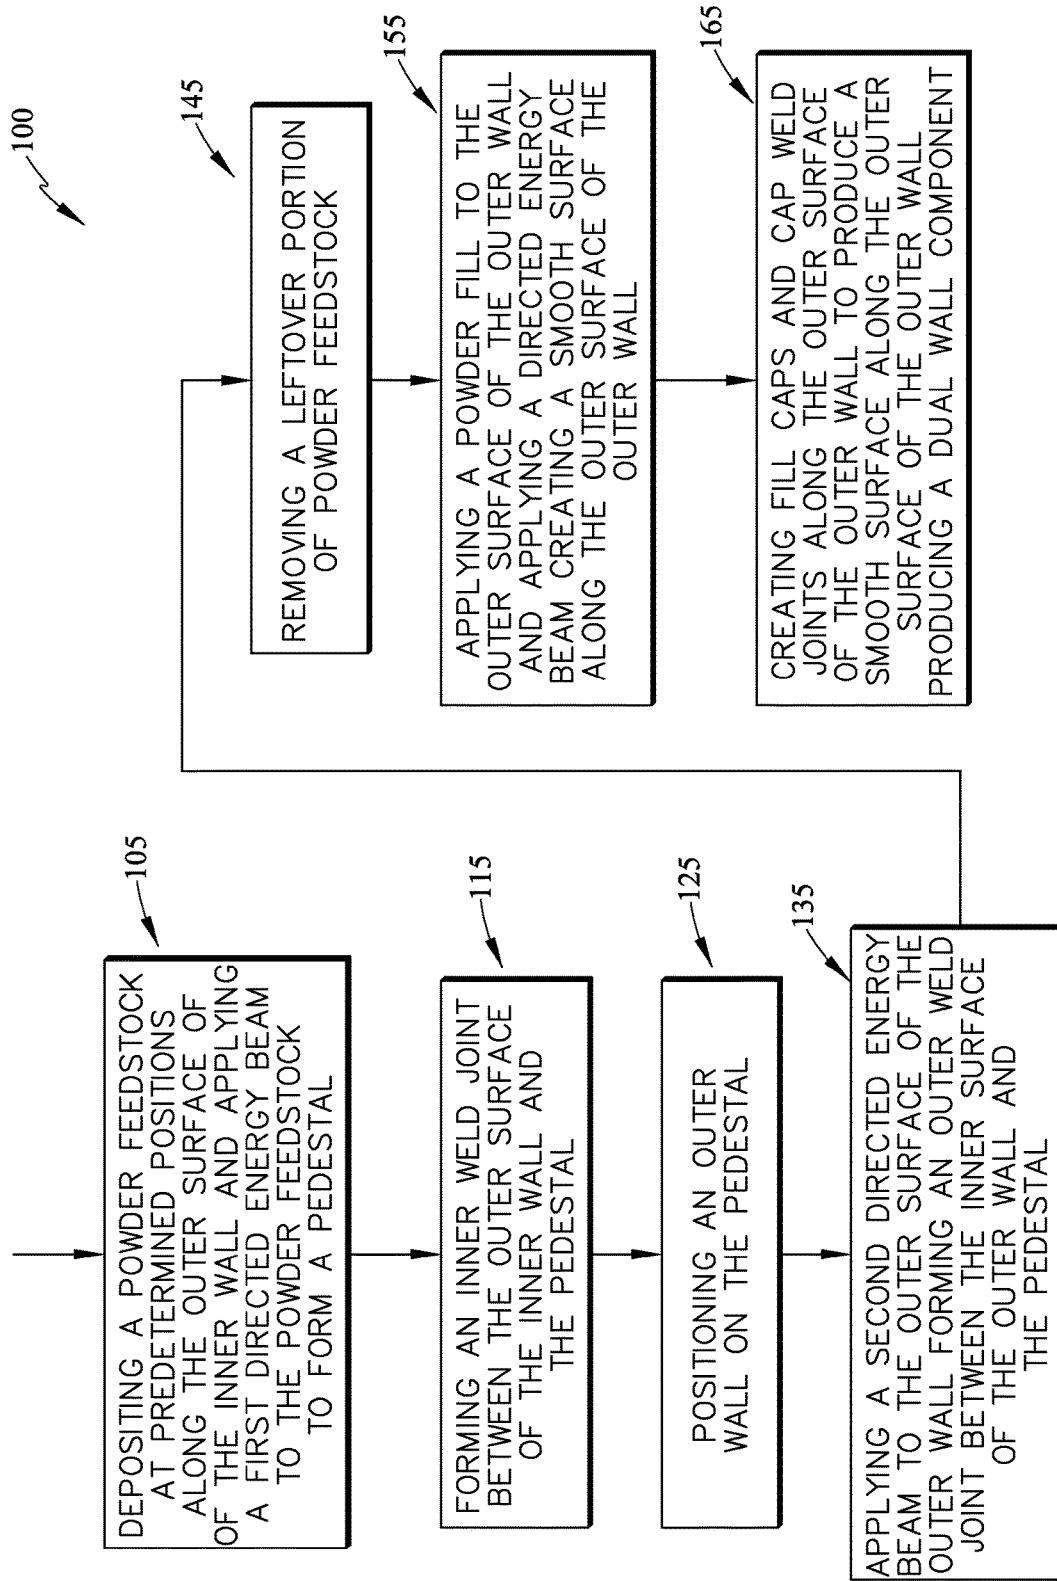 100
105
DEPOSITING A POWDER FEEDSTOCK
AT PREDETERMINED POSITIONS
ALONG THE OUTER SURFACE OF
OF THE INNER WALL AND APPLYING
A FIRST DIRECTED ENERGY BEAM
TO THE POWDER FEEDSTOCK
TO FORM A PEDESTAL
115
FORMING AN INNER WELD JOINT
BETWEEN THE OUTER SURFACE
OF THE INNER WALL AND
THE PEDESTAL
125
POSITIONING AN OUTER
WALL ON THE PEDESTAL
135
APPLYING A SECOND DIRECTED ENERGY
BEAM TO THE OUTER SURFACE OF THE
OUTER WALL FORMING AN OUTER WELD
JOINT BETWEEN THE INNER SURFACE
OF THE OUTER WALL AND
THE PEDESTAL
145
REMOVING A LEFTOVER PORTION
OF POWDER FEEDSTOCK
155
APPLYING A POWDER FILL TO THE
OUTER SURFACE OF THE OUTER WALL
AND APPLYING A DIRECTED ENERGY
BEAM CREATING A SMOOTH SURFACE
ALONG THE OUTER SURFACE OF THE
OUTER WALL
165
CREATING FILL CAPS AND CAP WELD
JOINTS ALONG THE OUTER SURFACE
OF THE OUTER WALL TO PRODUCE A
SMOOTH SURFACE ALONG THE OUTER
SURFACE OF THE OUTER WALL
PRODUCING A DUAL WALL COMPONENT